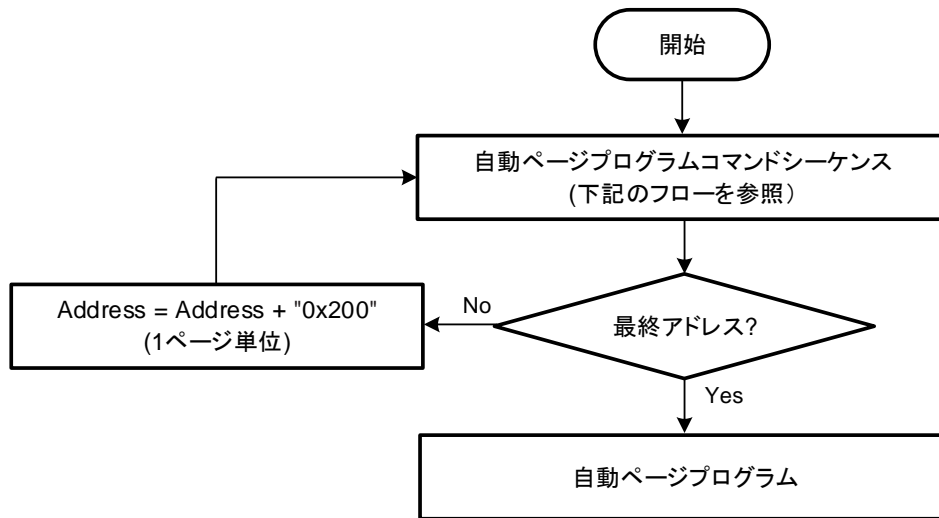 開始
自動ページプログラムコマンドシーケンス
(下記のフローを参照）
Address = Address + "0x200"
(1ページ単位)
No
最終アドレス?
Yes
自動ページプログラム